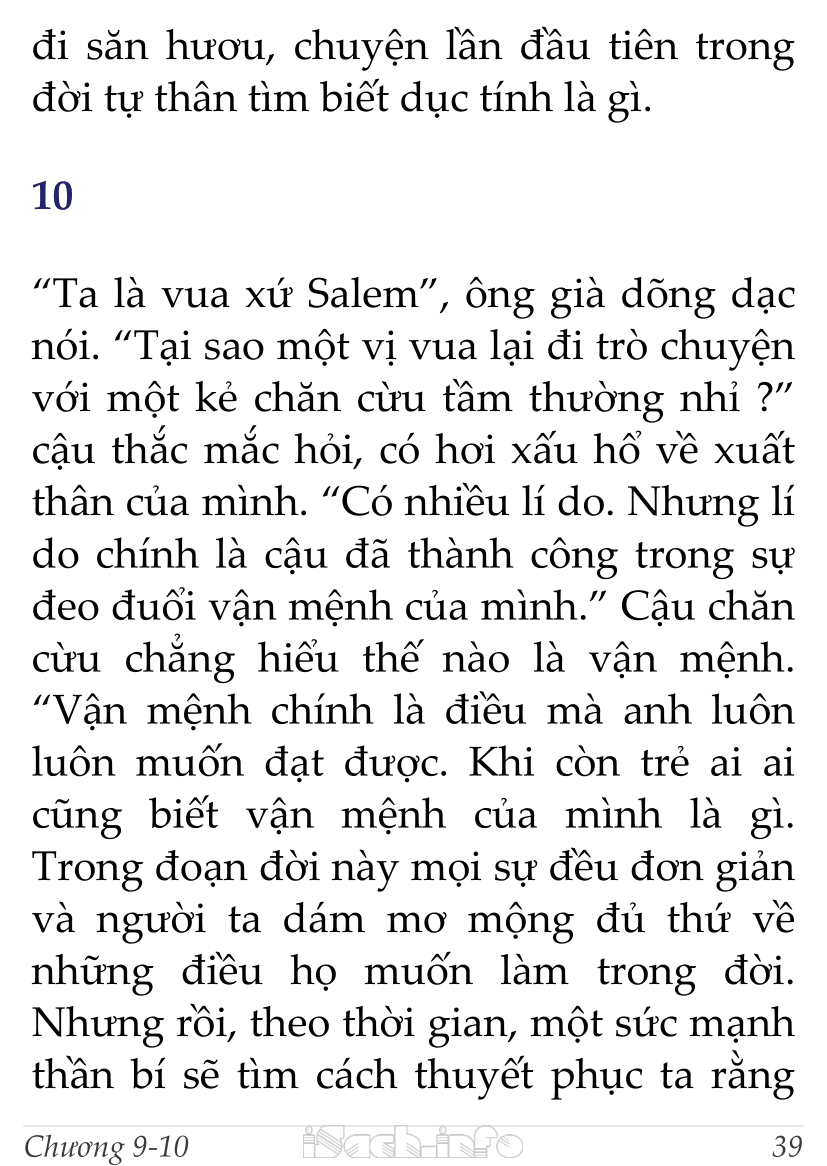 đi săn hươu, chuyện lần đầu tiên trong
đời tự thân tìm biết dục tính là gì.
10
“Ta là vua xứ Salem”, ông già dõng dạc
nói. “Tại sao một vị vua lại đi trò chuyện
với một kẻ chăn cừu tầm thường nhỉ ?”
cậu thắc mắc hỏi, có hơi xấu hổ về xuất
thân của mình. “Có nhiều lí do. Nhưng lí
do chính là cậu đã thành công trong sự
đeo đuổi vận mệnh của mình.” Cậu chăn
cừu chẳng hiểu thế nào là vận mệnh.
“Vận mệnh chính là điều mà anh luôn
luôn muốn đạt được. Khi còn trẻ ai ai
cũng biết vận mệnh của mình là gì.
Trong đoạn đời này mọi sự đều đơn giản
và người ta dám mơ mộng đủ thứ về
những điều họ muốn làm trong đời.
Nhưng rồi, theo thời gian, một sức mạnh
thần bí sẽ tìm cách thuyết phục ta rằng
Chương 9-10 iSach.info 39